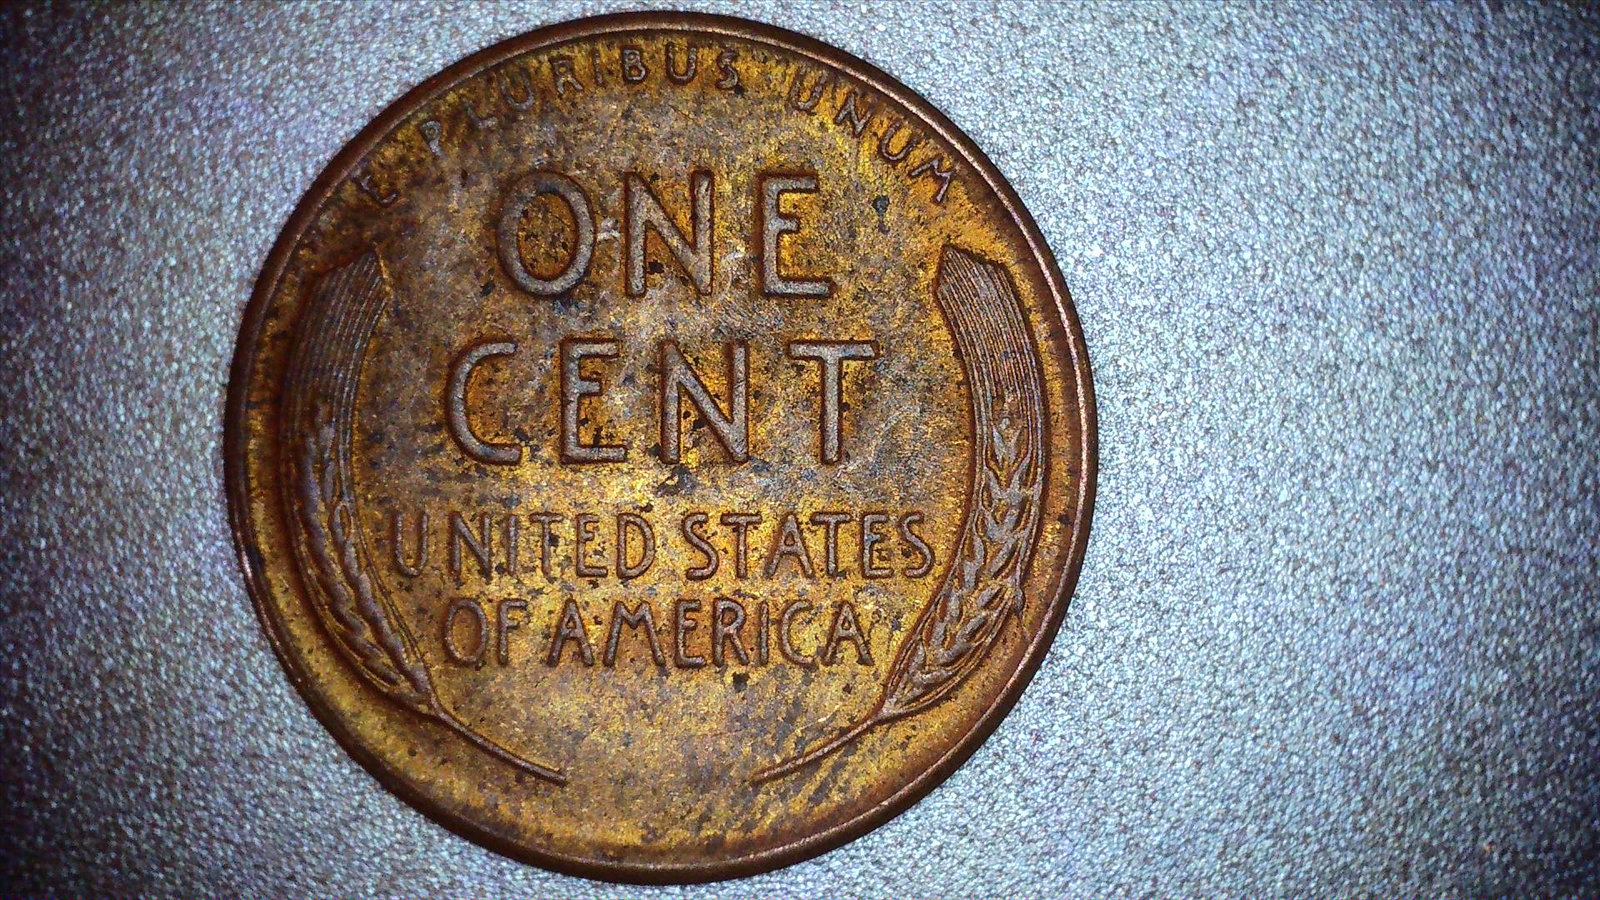 E PLURIBUS UNUM
ONE
CENT
UNITED STATES
OF AMERICA